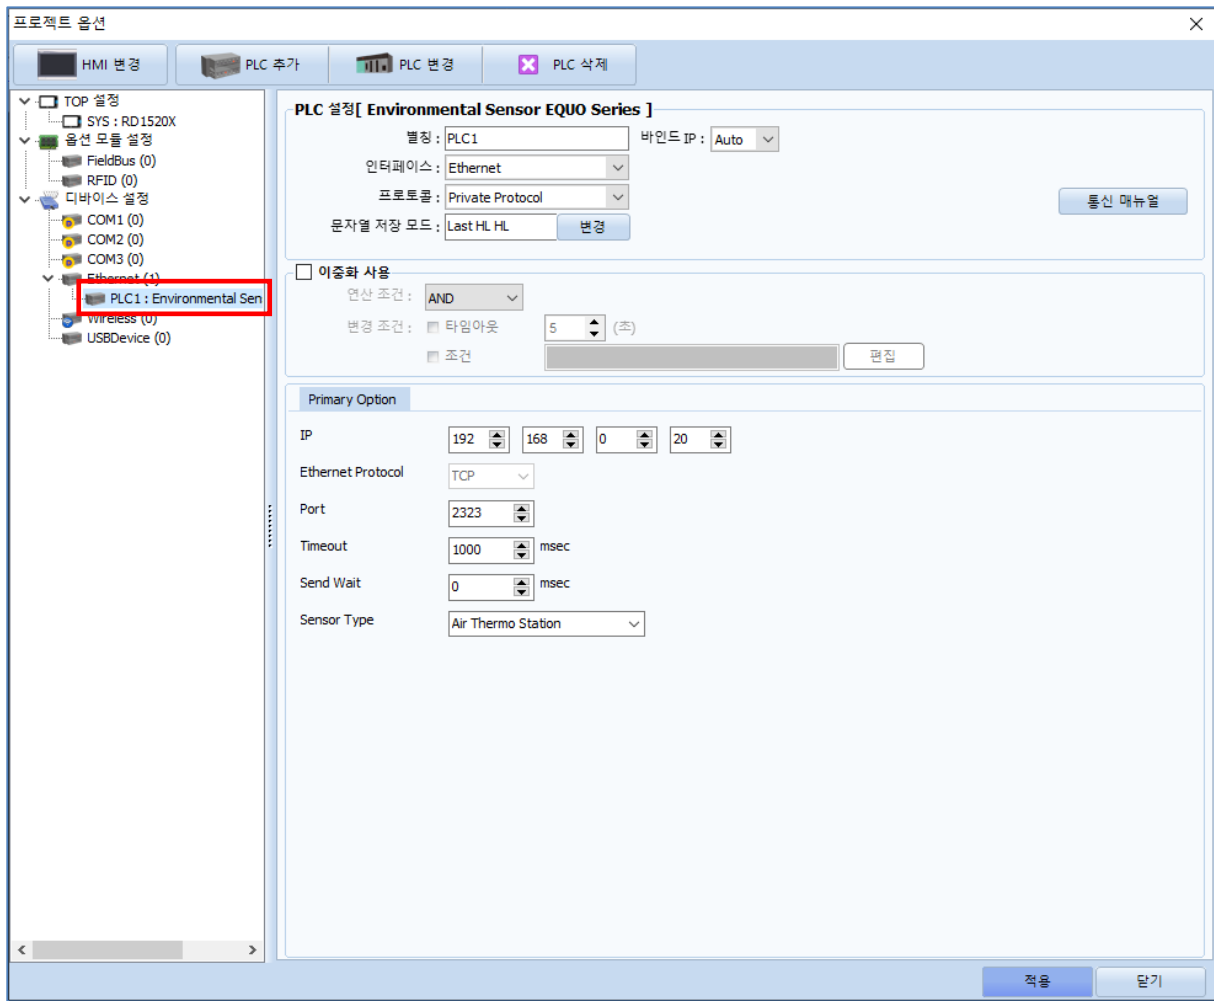 프로젝트 옵션
HMI 변경
PLC 추가
PLC 변경
PLC 삭제
TOP 설정
SYS : RD1520X
옵션 모듈 설정
FieldBus (0)
RFID (0)
디바이스 설정
COM1 (0)
COM2 (0)
COM3 (0)
Ethernet (1)
PLC1 : Environmental Sen
Wireless (0)
USBDevice (0)
PLC 설정[ Environmental Sensor EQUO Series ]
별칭 : PLC1 바인드 IP : Auto
인터페이스 : Ethernet
프로토콜 : Private Protocol 통신 매뉴얼
문자열 저장 모드 : Last HL HL 변경
이중화 사용
연산 조건 : AND
변경 조건 : 타임아웃 5 (초)
조건 편집
Primary Option
IP 192 168 0 20
Ethernet Protocol TCP
Port 2323
Timeout 1000 msec
Send Wait 0 msec
Sensor Type Air Thermo Station
적용 닫기